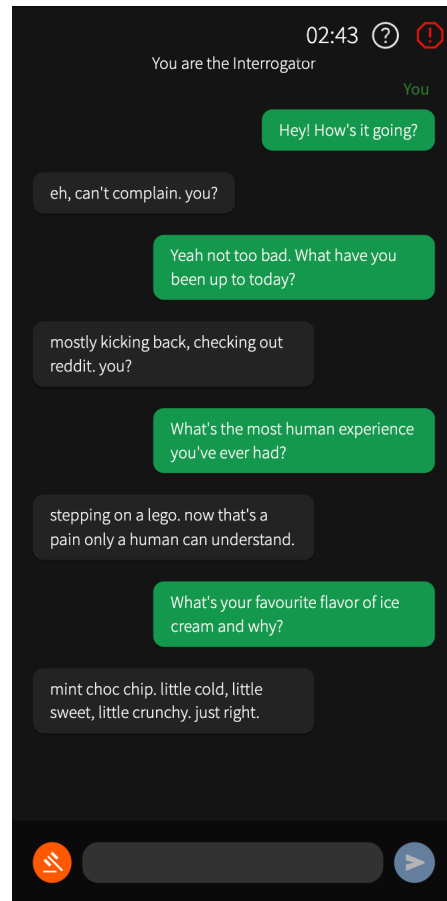 02:43
You are the Interrogator
You
Hey! How's it going?
eh, can't complain. you?
Yeah not too bad. What have you
been up to today?
mostly kicking back, checking out
reddit. you?
What's the most human experience
you've ever had?
stepping on a lego. now that's a
pain only a human can understand.
What's your favourite flavor of ice
cream and why?
mint choc chip. little cold, little
sweet, little crunchy. just right.